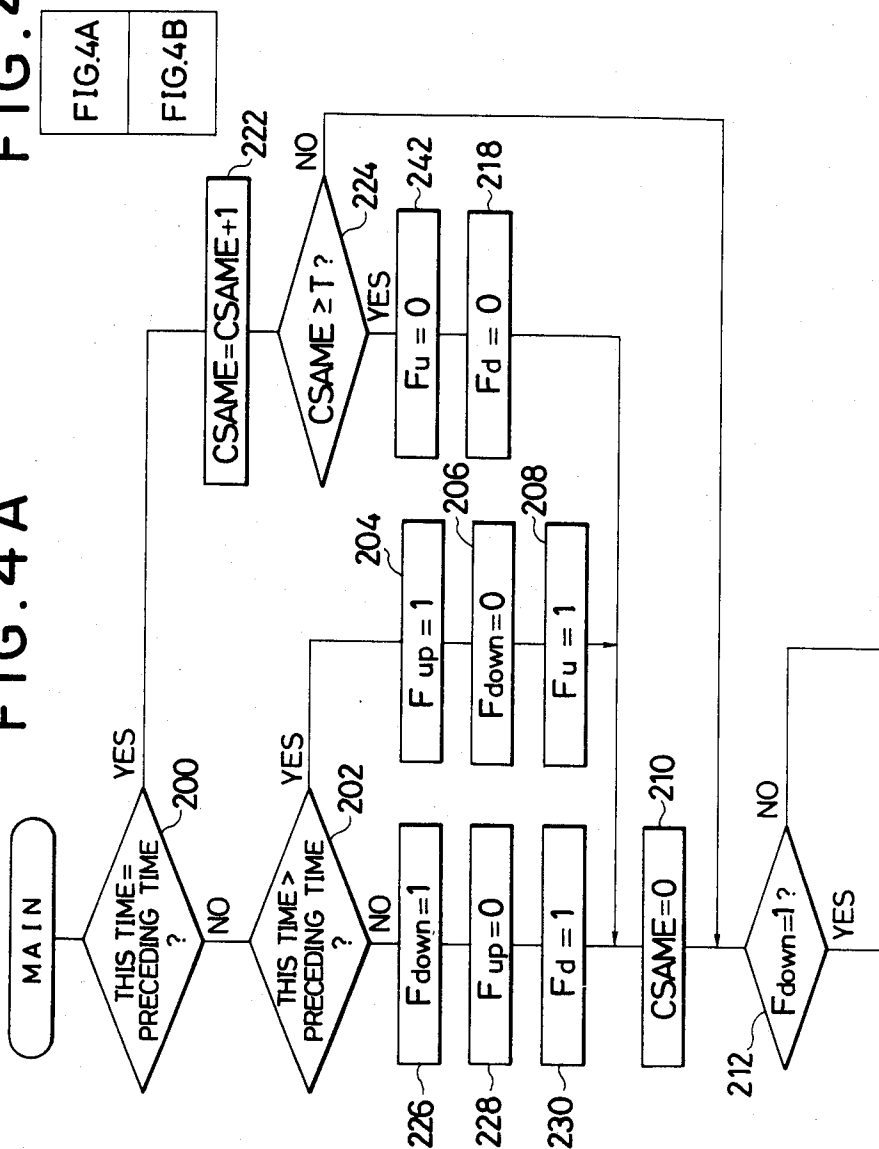 FIG. 4A
FIG.
FIG.4A
FIG.4B
MAIN
THIS TIME=
PRECEDING TIME
?
YES
200
NO
THIS TIME>
PRECEDING TIME
?
YES
202
NO
Fdown=1
226
Fup=0
228
Fd = 1
230
Fup=1
204
Fdown=0
206
Fu = 1
208
CSAME=CSAME+1
222
CSAME≥T?
224
NO
YES
Fu = 0
242
Fd = 0
218
CSAME=0
210
Fdown=1?
212
NO
YES